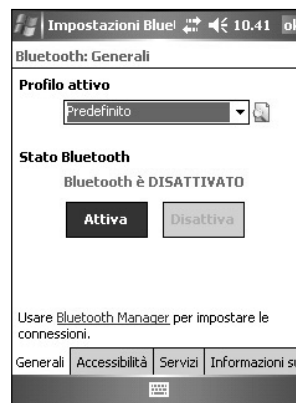 Impostazioni Bluet 10.41 ok
Bluetooth: Generali
Profilo attivo
Predefinito
Stato Bluetooth
Bluetooth è DISATTIVATO
Attiva Disattiva
Usare Bluetooth Manager per impostare le
connessioni.
Generali Accessibilità Servizi Informazioni su